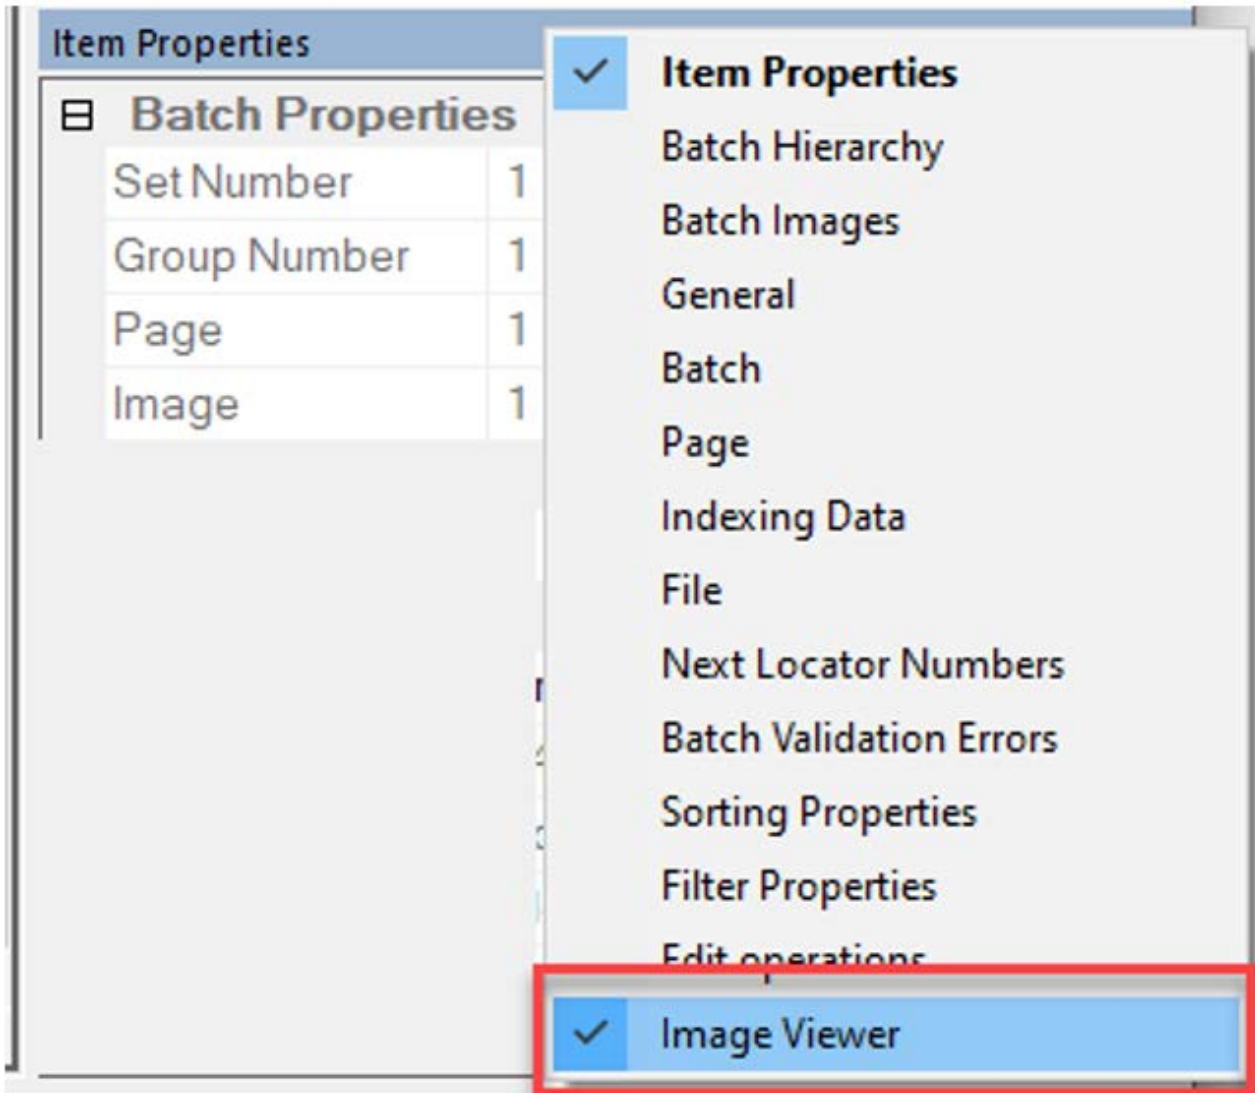 Item Properties
Batch Properties
Set Number 1
Group Number 1
Page 1
Image 1
Item Properties
Batch Hierarchy
Batch Images
General
Batch
Page
Indexing Data
File
Next Locator Numbers
Batch Validation Errors
Sorting Properties
Filter Properties
Edit operations
Image Viewer